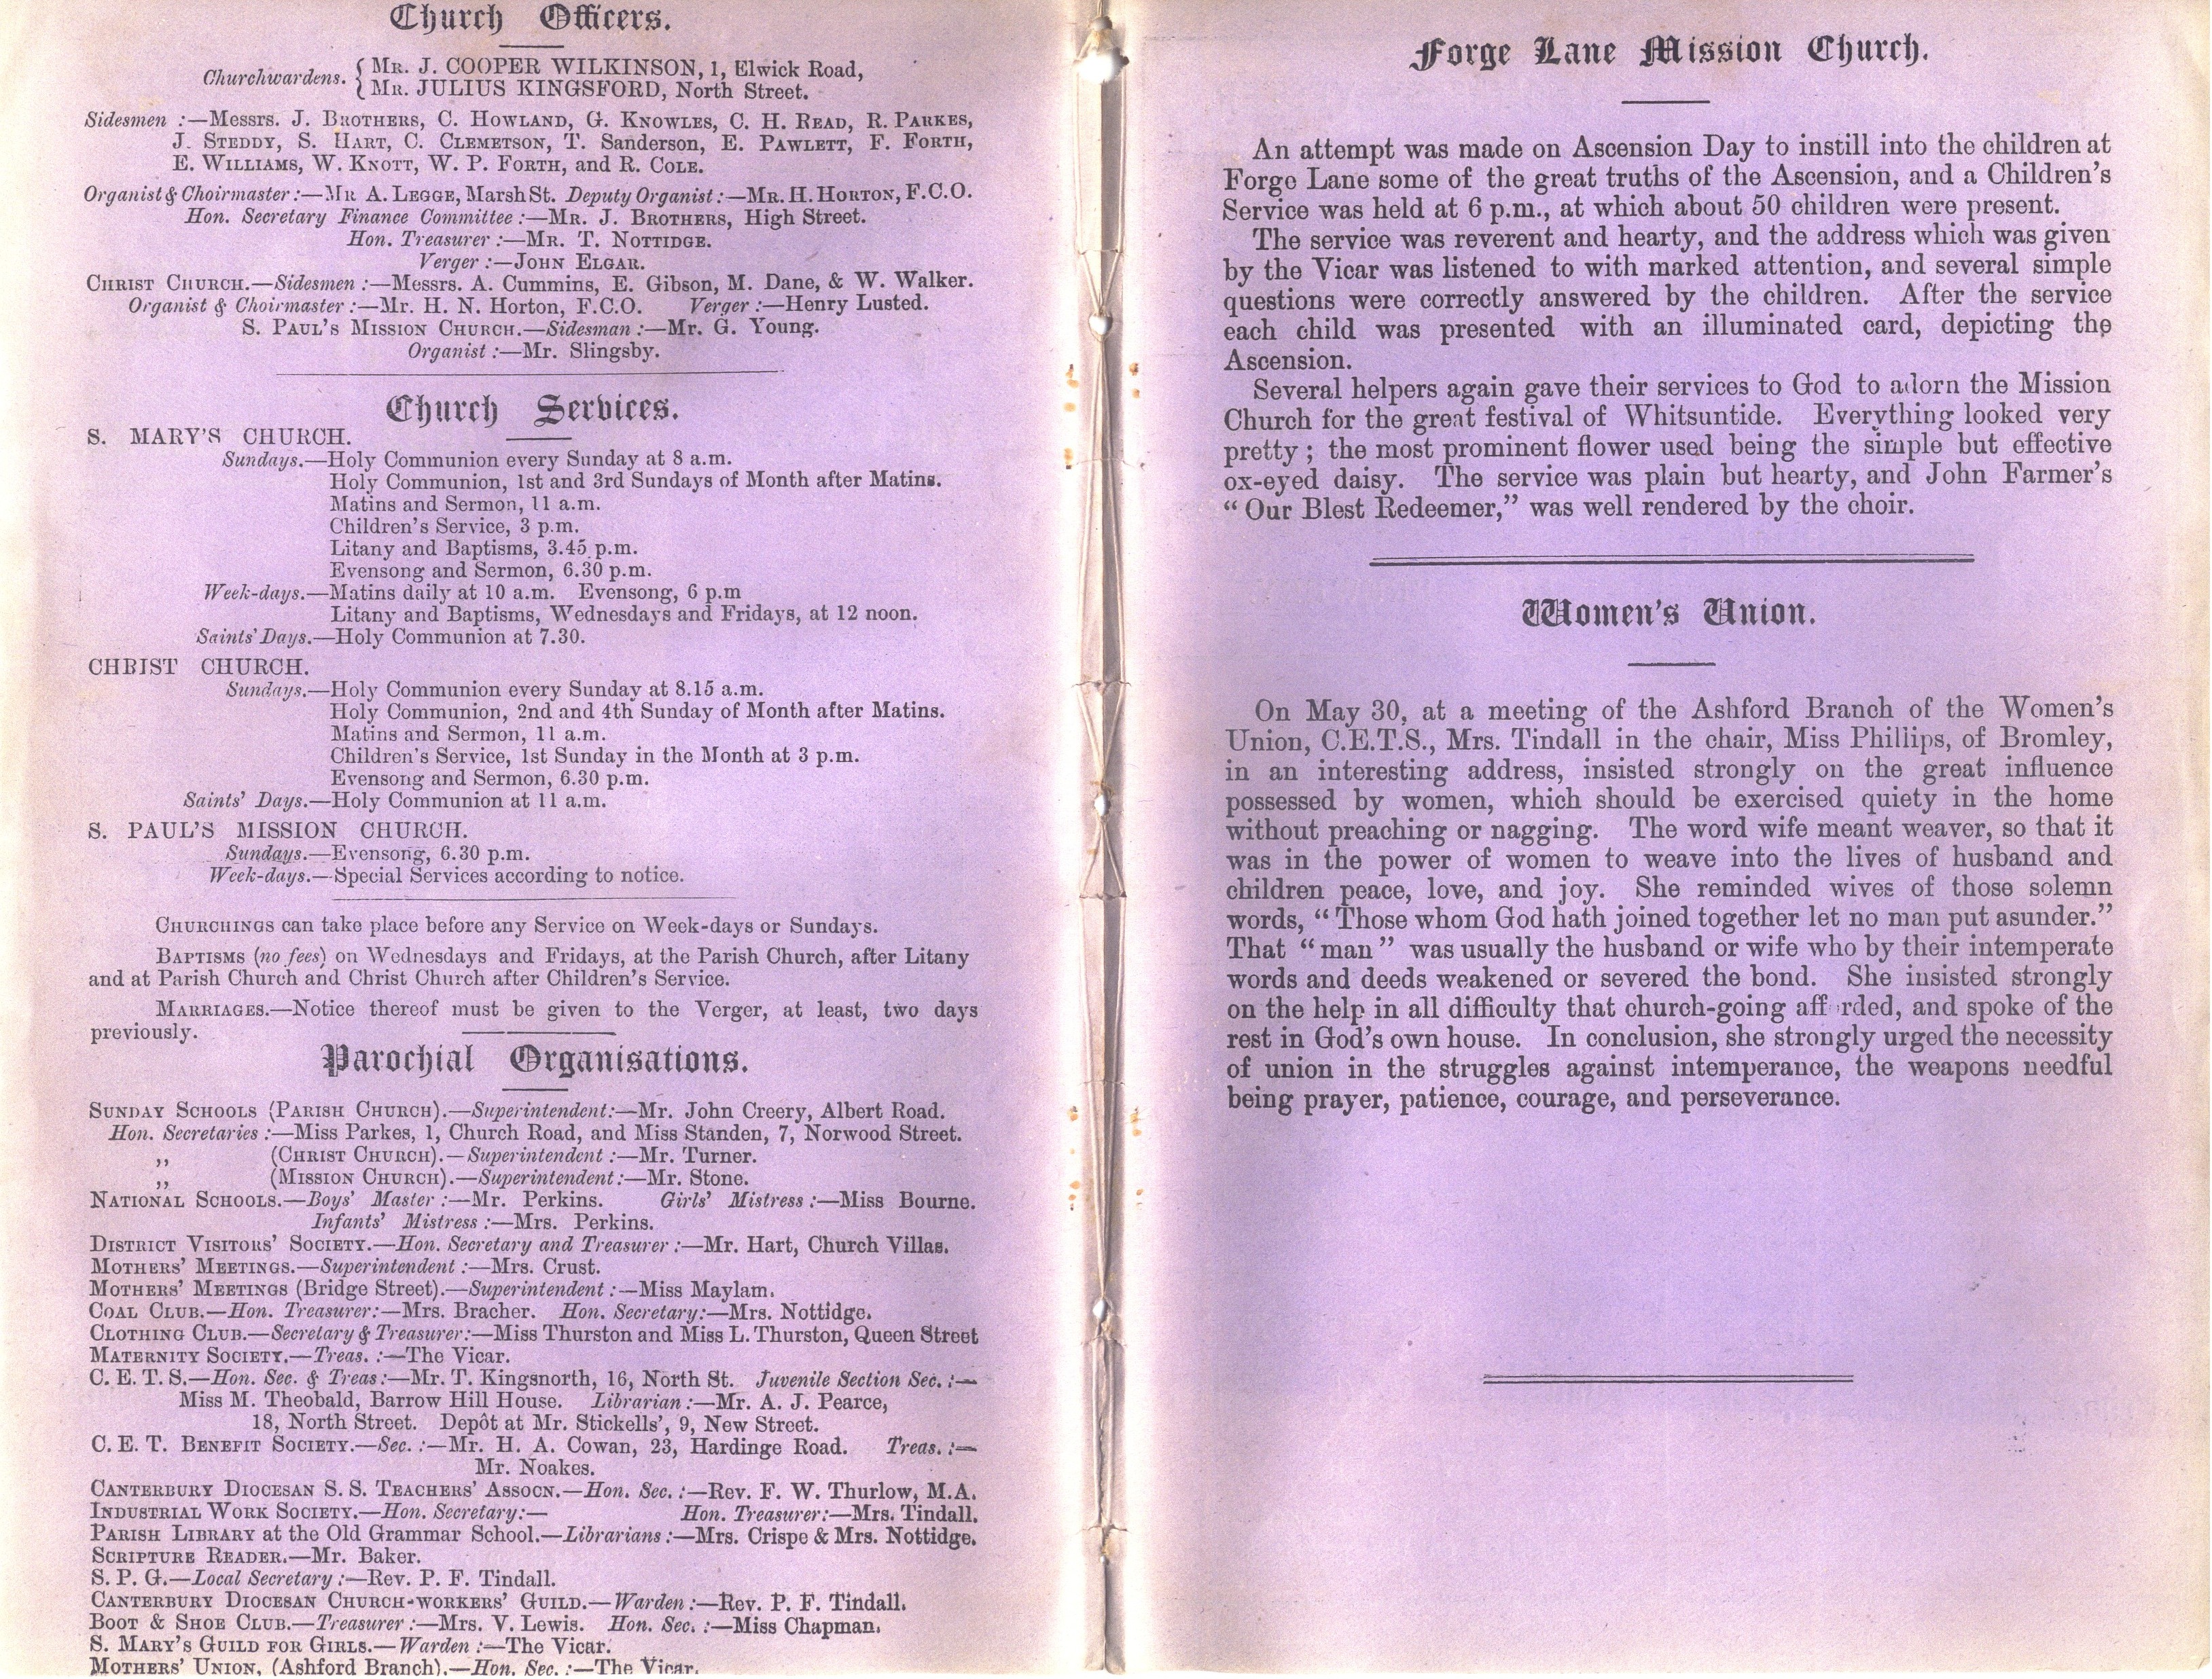 Church Officers.
Churchwardens. { Mr. J. COOPER WILKINSON, 1, Elwick Road,
Mr. JULIUS KINGSFORD, North Street.
Sidesmen :—Messrs. J. Brothers, C. Howland, G. Knowles, C. H. Read, R. Parkes,
J. Steddy, S. Hart, C. Clemetson, T. Sanderson, E. Pawlett, F. Forth,
E. Williams, W. Knott, W. P. Forth, and R. Cole.
Organist & Choirmaster :—Mr A. Legge, Marsh St. Deputy Organist :—Mr. H. Horton, F.C.O.
Hon. Secretary Finance Committee :—Mr. J. Brothers, High Street.
Hon. Treasurer :—Mr. T. Nottidge.
Verger :—John Elgar.
Christ Church.—Sidesmen :—Messrs. A. Cummins, E. Gibson, M. Dane, & W. Walker.
Organist & Choirmaster :—Mr. H. N. Horton, F.C.O. Verger :—Henry Lusted.
S. Paul's Mission Church.—Sidesman :—Mr. G. Young.
Organist :—Mr. Slingsby.
Church Services.
S. MARY'S CHURCH.
Sundays.—Holy Communion every Sunday at 8 a.m.
Holy Communion, 1st and 3rd Sundays of Month after Matins.
Matins and Sermon, 11 a.m.
Children's Service, 3 p.m.
Litany and Baptisms, 3.45 p.m.
Evensong and Sermon, 6.30 p.m.
Week-days.—Matins daily at 10 a.m. Evensong, 6 p.m
Litany and Baptisms, Wednesdays and Fridays, at 12 noon.
Saints' Days.—Holy Communion at 7.30.
CHRIST CHURCH.
Sundays.—Holy Communion every Sunday at 8.15 a.m.
Holy Communion, 2nd and 4th Sunday of Month after Matins.
Matins and Sermon, 11 a.m.
Children's Service, 1st Sunday in the Month at 3 p.m.
Evensong and Sermon, 6.30 p.m.
Saints' Days.—Holy Communion at 11 a.m.
S. PAUL'S MISSION CHURCH.
Sundays.—Evensong, 6.30 p.m.
Week-days.—Special Services according to notice.
Churchings can take place before any Service on Week-days or Sundays.
Baptisms (no fees) on Wednesdays and Fridays, at the Parish Church, after Litany
and at Parish Church and Christ Church after Children's Service.
Marriages.—Notice thereof must be given to the Verger, at least, two days
previously.
Parochial Organisations.
Sunday Schools (Parish Church).—Superintendent:—Mr. John Creery, Albert Road.
Hon. Secretaries :—Miss Parkes, 1, Church Road, and Miss Standen, 7, Norwood Street.
,, (Christ Church).—Superintendent :—Mr. Turner.
,, (Mission Church).—Superintendent :—Mr. Stone.
National Schools.—Boys' Master :—Mr. Perkins. Girls' Mistress :—Miss Bourne.
Infants' Mistress :—Mrs. Perkins.
District Visitors' Society.—Hon. Secretary and Treasurer :—Mr. Hart, Church Villas.
Mothers' Meetings.—Superintendent :—Mrs. Crust.
Mothers' Meetings (Bridge Street).—Superintendent :—Miss Maylam.
Coal Club.—Hon. Treasurer:—Mrs. Bracher. Hon. Secretary:—Mrs. Nottidge.
Clothing Club.—Secretary & Treasurer:—Miss Thurston and Miss L. Thurston, Queen Street
Maternity Society.—Treas. :—The Vicar.
C. E. T. S.—Hon. Sec. & Treas:—Mr. T. Kingsnorth, 16, North St. Juvenile Section Sec. :—
Miss M. Theobald, Barrow Hill House. Librarian :—Mr. A. J. Pearce,
18, North Street. Depôt at Mr. Stickells', 9, New Street.
C. E. T. Benefit Society.—Sec. :—Mr. H. A. Cowan, 23, Hardinge Road. Treas. :—
Mr. Noakes.
Canterbury Diocesan S. S. Teachers' Assocn.—Hon. Sec. :—Rev. F. W. Thurlow, M.A.
Industrial Work Society.—Hon. Secretary:— Hon. Treasurer:—Mrs. Tindall.
Parish Library at the Old Grammar School.—Librarians :—Mrs. Crispe & Mrs. Nottidge.
Scripture Reader.—Mr. Baker.
S. P. G.—Local Secretary :—Rev. P. F. Tindall.
Canterbury Diocesan Church-workers' Guild.—Warden :—Rev. P. F. Tindall.
Boot & Shoe Club.—Treasurer :—Mrs. V. Lewis. Hon. Sec. :—Miss Chapman.
S. Mary's Guild for Girls.—Warden :—The Vicar.
Mothers' Union, (Ashford Branch).—Hon. Sec. :—The Vicar.
Forge Lane Mission Church.
An attempt was made on Ascension Day to instill into the children at
Forge Lane some of the great truths of the Ascension, and a Children's
Service was held at 6 p.m., at which about 50 children were present.
The service was reverent and hearty, and the address which was given
by the Vicar was listened to with marked attention, and several simple
questions were correctly answered by the children. After the service
each child was presented with an illuminated card, depicting the
Ascension.
Several helpers again gave their services to God to adorn the Mission
Church for the great festival of Whitsuntide. Everything looked very
pretty ; the most prominent flower used being the simple but effective
ox-eyed daisy. The service was plain but hearty, and John Farmer's
“ Our Blest Redeemer,” was well rendered by the choir.
Women's Union.
On May 30, at a meeting of the Ashford Branch of the Women's
Union, C.E.T.S., Mrs. Tindall in the chair, Miss Phillips, of Bromley,
in an interesting address, insisted strongly on the great influence
possessed by women, which should be exercised quiety in the home
without preaching or nagging. The word wife meant weaver, so that it
was in the power of women to weave into the lives of husband and
children peace, love, and joy. She reminded wives of those solemn
words, “ Those whom God hath joined together let no man put asunder.”
That “ man ” was usually the husband or wife who by their intemperate
words and deeds weakened or severed the bond. She insisted strongly
on the help in all difficulty that church-going aff rded, and spoke of the
rest in God's own house. In conclusion, she strongly urged the necessity
of union in the struggles against intemperance, the weapons needful
being prayer, patience, courage, and perseverance.